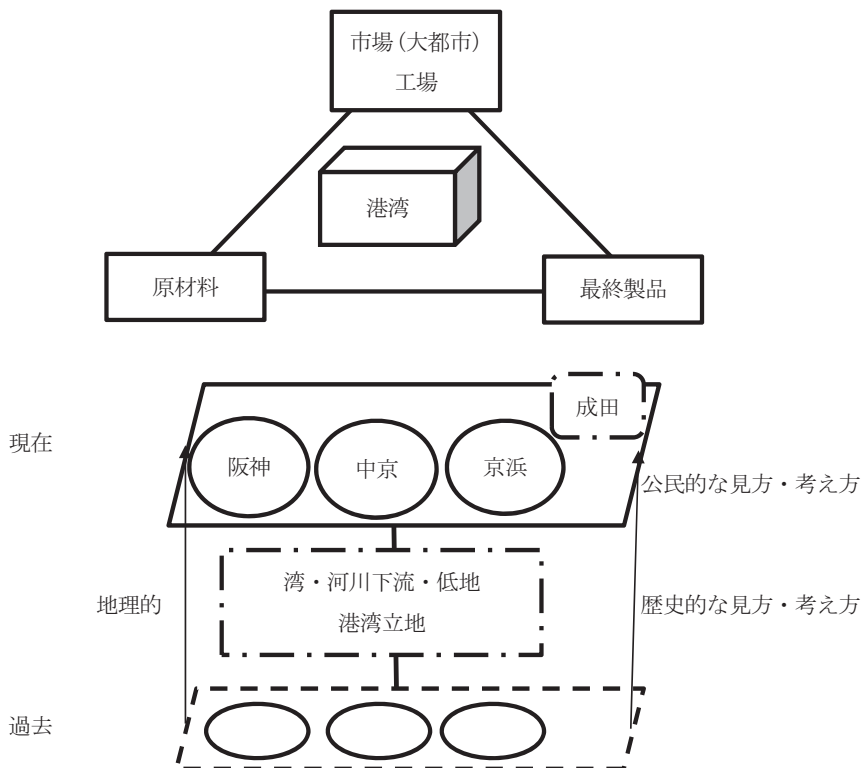 市場(大都市)
工場
港湾
原材料
最終製品
成田
現在
阪神
中京
京浜
公民的な見方・考え方
湾・河川下流・低地
地理的
港湾立地
歴史的な見方・考え方
過去